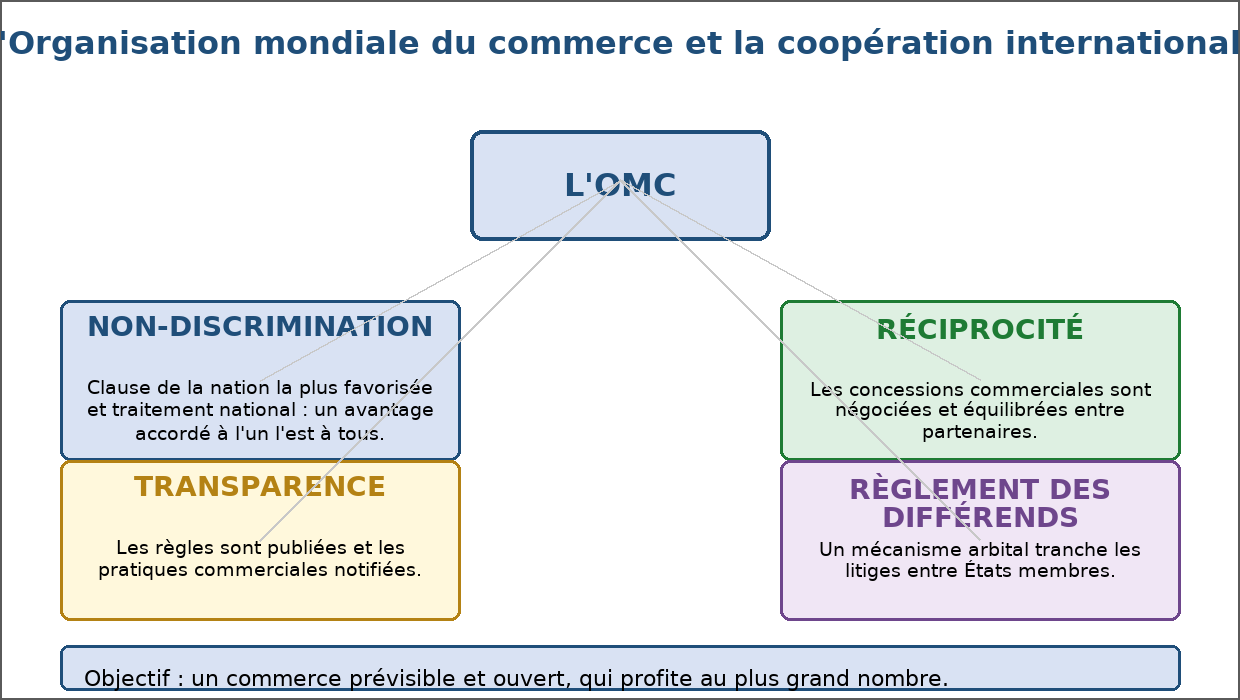 'Organisation mondiale du commerce et la coopération international
L'OMC
NON-DISCRIMINATION
Clause de la nation la plus favorisée
et traitement national : un avantage
accordé à l'un l'est à tous.
RÉCIPROCITÉ
Les concessions commerciales sont
négociées et équilibrées entre
partenaires.
TRANSPARENCE
Les règles sont publiées et les
pratiques commerciales notifiées.
RÈGLEMENT DES
DIFFÉRENDS
Un mécanisme arbital tranche les
litiges entre États membres.
Objectif : un commerce prévisible et ouvert, qui profite au plus grand nombre.